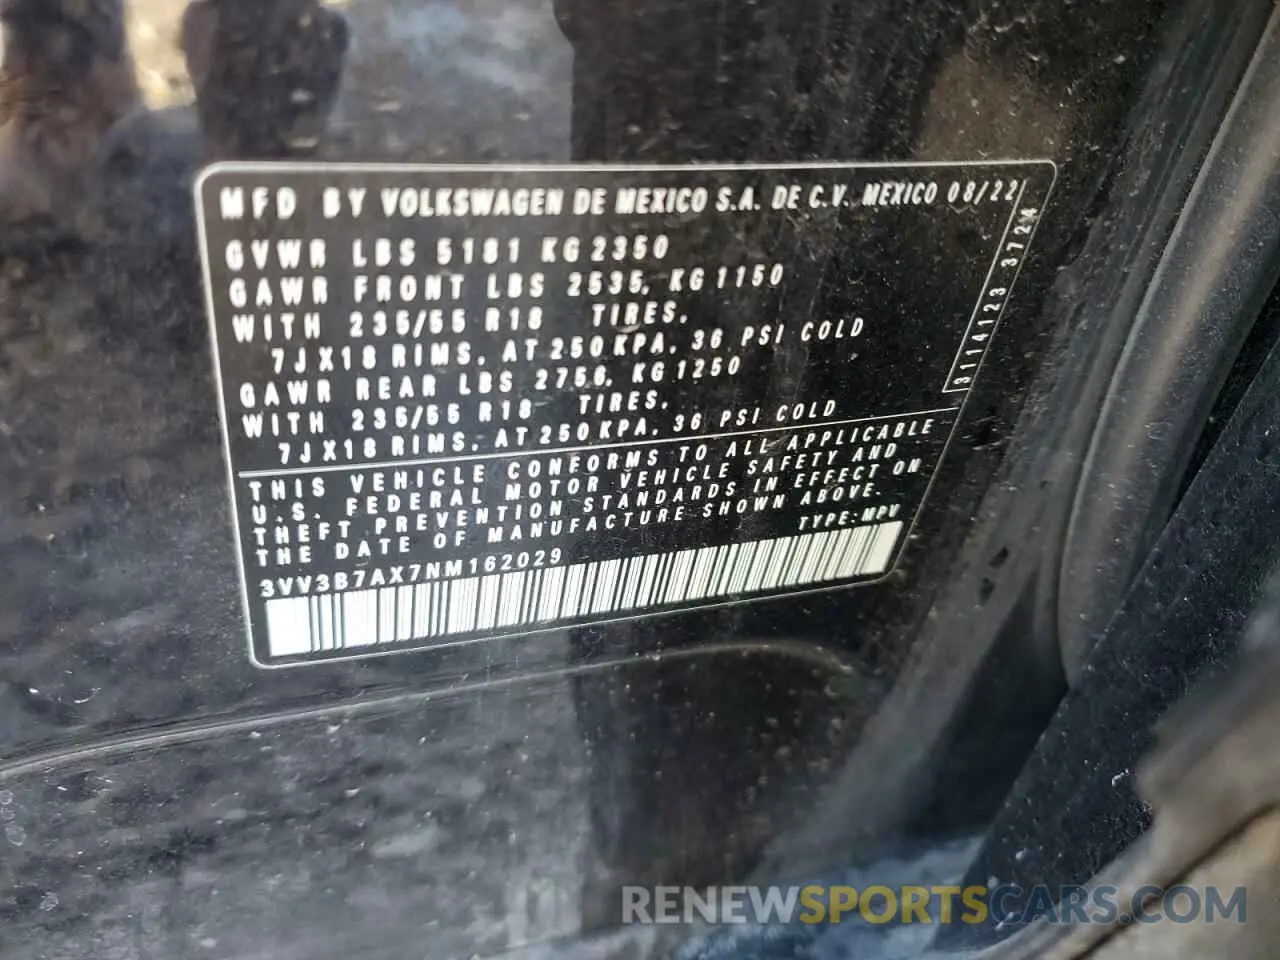 MFD BY VOLKSWAGEN DE MEXICO S.A. DE C.V. MEXICO 08/22
GVWR LBS 5181 KG 2350
GAWR FRONT LBS 2535, KG 1150
WITH 235/55 R18 TIRES,
7JX18 RIMS, AT 250 KPA, 36 PSI COLD
GAWR REAR LBS 2756, KG 1250
WITH 235/55 R18 TIRES,
7JX18 RIMS, AT 250 KPA, 36 PSI COLD
THIS VEHICLE CONFORMS TO ALL APPLICABLE
U.S. FEDERAL MOTOR VEHICLE SAFETY AND
THEFT PREVENTION STANDARDS IN EFFECT ON
THE DATE OF MANUFACTURE SHOWN ABOVE.
TYPE: MPV
3VV3B7AX7NM162029
3114123 3724
RENEWSPORTSCARS.COM